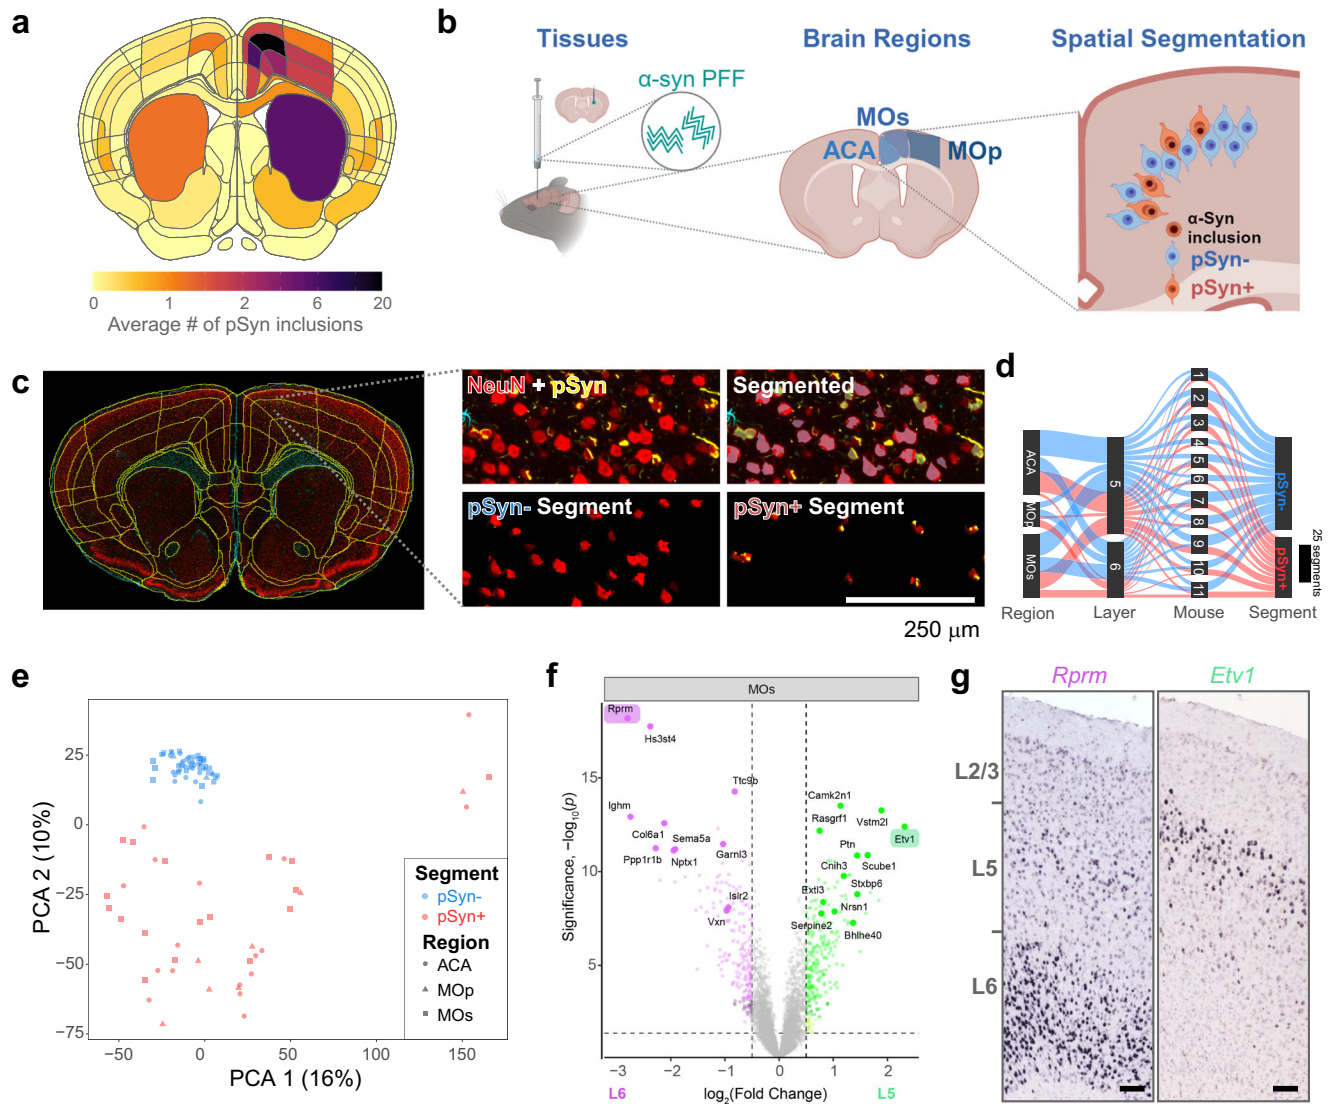 a
0 1 2 6 20
Average # of pSyn inclusions
b
Tissues
Brain Regions
Spatial Segmentation
α-syn PFF
MOs
ACA
MOp
α-Syn
inclusion
pSyn-
pSyn+
c
NeuN + pSyn
Segmented
pSyn- Segment
pSyn+ Segment
250 μm
d
ACA
MOp
MOs
5
6
1
2
3
4
5
6
7
8
9
10
11
pSyn-
pSyn+
25 segments
Region Layer Mouse Segment
e
PCA 2 (10%)
25
0
−25
−50
−75
−50 0 50 100 150
PCA 1 (16%)
Segment
pSyn-
pSyn+
Region
ACA
MOp
MOs
f
MOs
Significance, −log10(p)
15
10
5
Rprm
Hs3st4
Ttc9b
Ighm
Col6a1
Sema5a
Ppp1r1b
Nptx1
Garnl3
Islr2
Vxn
Camk2n1
Rasgrf1
Vstm2l
Etv1
Ptn
Scube1
Cnih3
Stxbp6
Extl3
Nrsn1
Serpine2
Bhlhe40
−3 −2 −1 0 1 2
L6
log2(Fold Change)
L5
g
Rprm
Etv1
L2/3
L5
L6